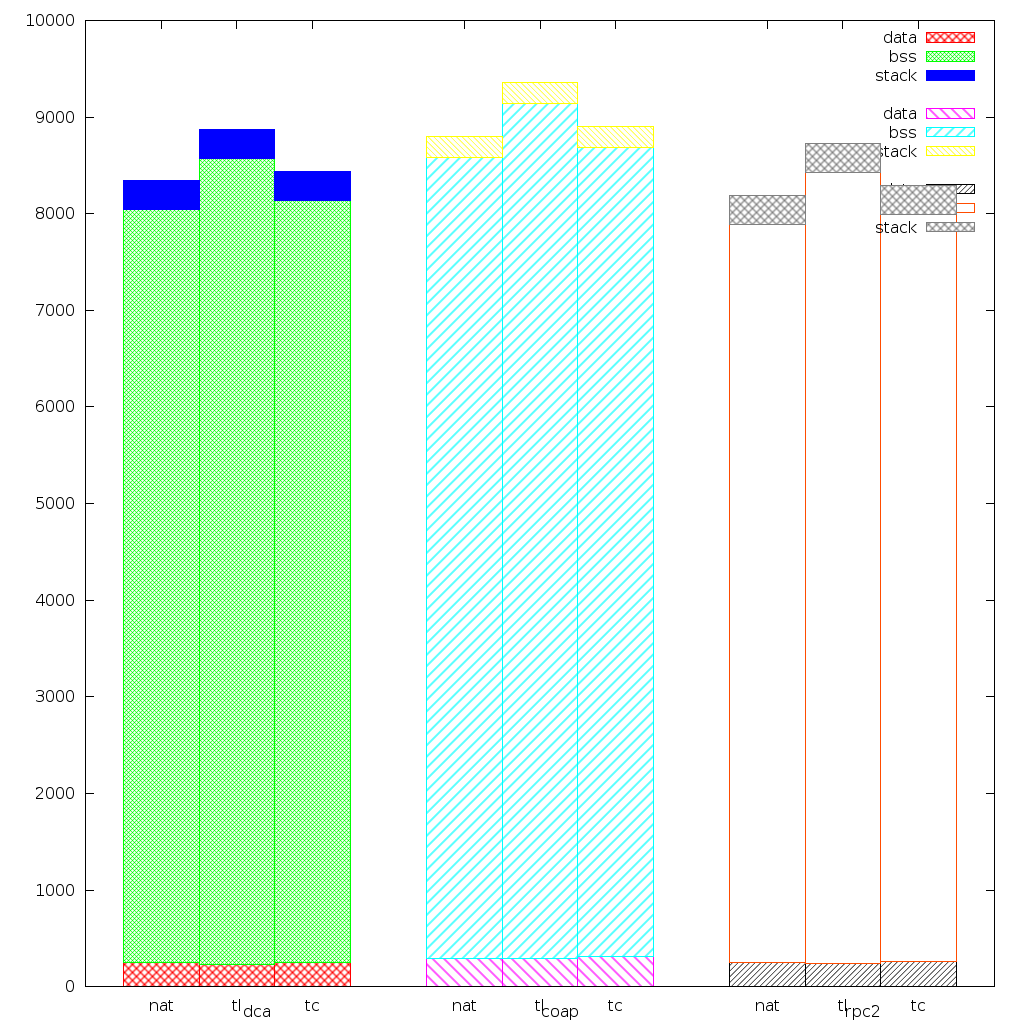 10000
9000
8000
7000
6000
5000
4000
3000
2000
1000
0
data
bss
stack
data
bss
stack
stack
nat tl tc nat tl tc nat tl tc
dca coap rpc2